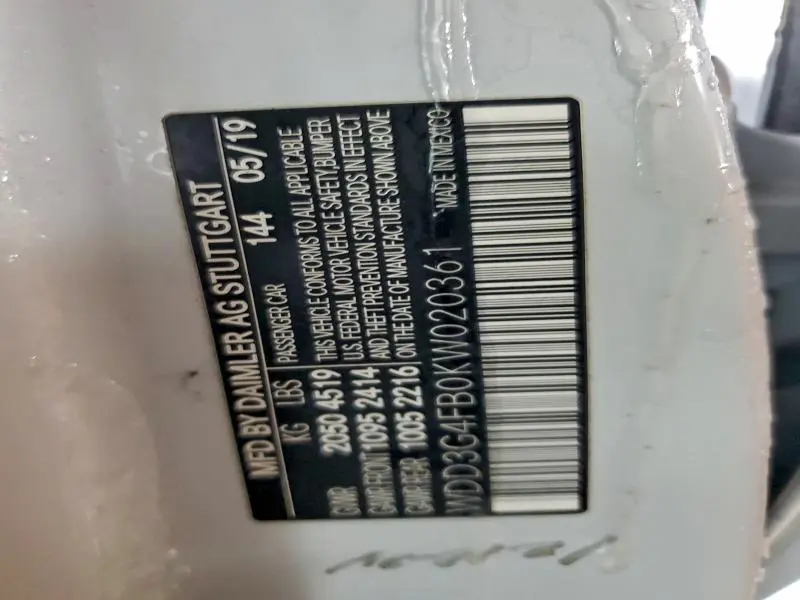 MFD BY DAIMLER AG STUTTGART
144 05/19
KG LBS
PASSENGER CAR
GVWR 2050 4519
GAWR FRONT 1095 2414
GAWR REAR 1005 2216
THIS VEHICLE CONFORMS TO ALL APPLICABLE
U.S. FEDERAL MOTOR VEHICLE SAFETY, BUMPER
AND THEFT PREVENTION STANDARDS IN EFFECT
ON THE DATE OF MANUFACTURE SHOWN ABOVE
WDD3G4FB0KW020361
MADE IN MEXICO